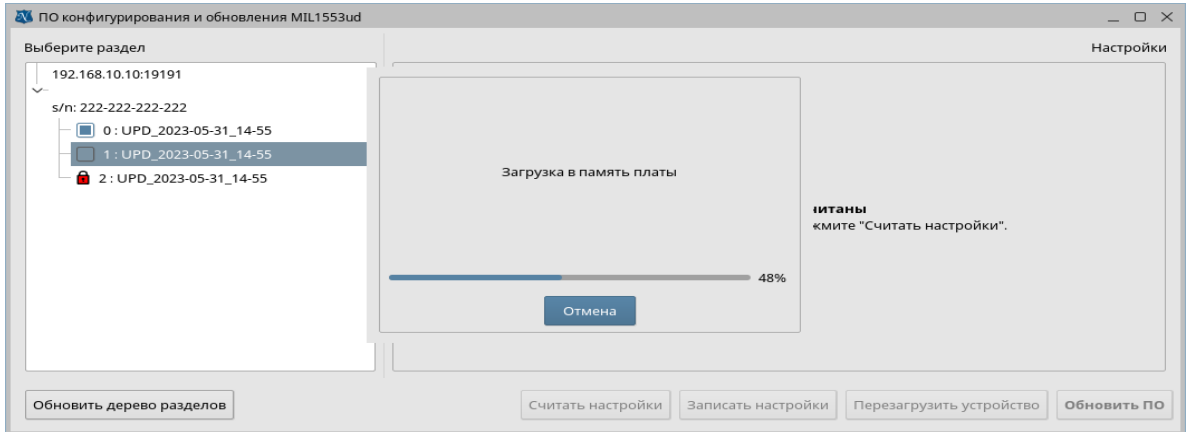 ПО конфигурирования и обновления MIL1553ud
Выберите раздел
Настройки
192.168.10.10:19191
s/n: 222-222-222-222
0 : UPD_2023-05-31_14-55
1 : UPD_2023-05-31_14-55
2 : UPD_2023-05-31_14-55
Загрузка в память платы
48%
Отмена
"Считать настройки".
Обновить дерево разделов
Считать настройки
Записать настройки
Перезагрузить устройство
Обновить ПО